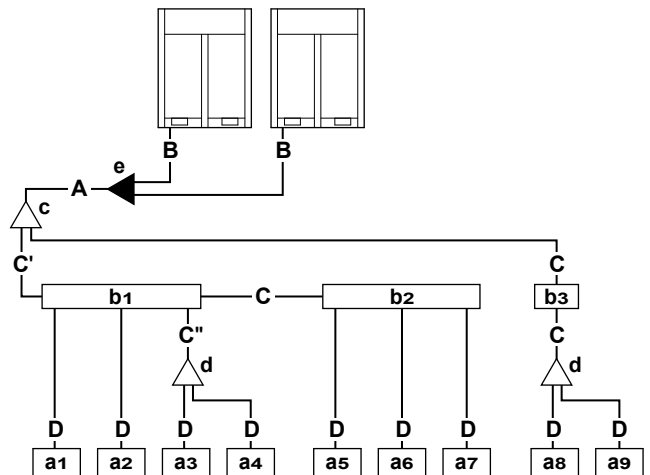 B B
e
A
c
C' C
b1 C b2 b3
C" C
d d
D D D D D D D D D
a1 a2 a3 a4 a5 a6 a7 a8 a9